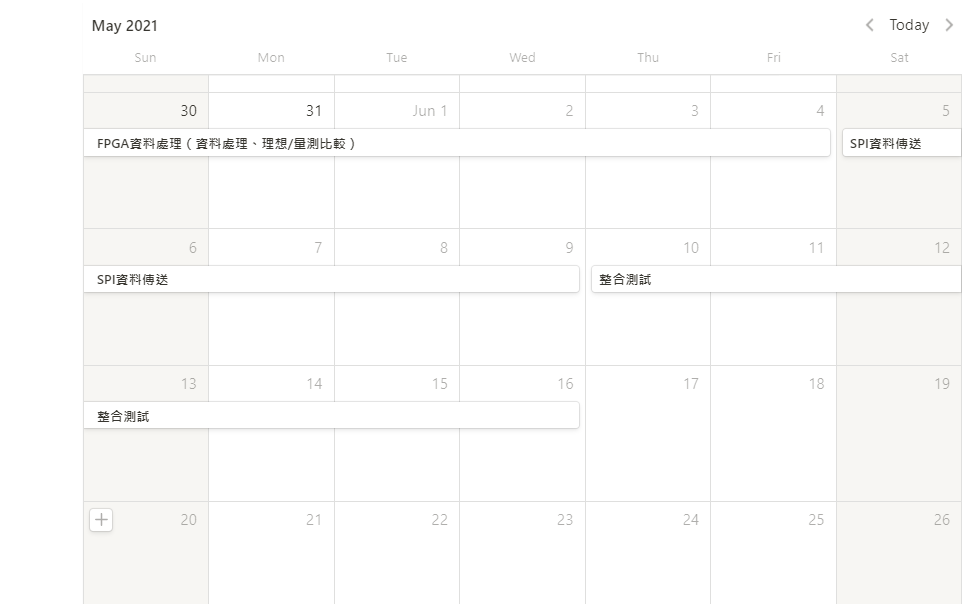 May 2021
Today
Sun Mon Tue Wed Thu Fri Sat
30 31 Jun 1 2 3 4 5
FPGA資料處理(資料處理、理想/量測比較) SPI資料傳送
6 7 8 9 10 11 12
SPI資料傳送 整合測試
13 14 15 16 17 18 19
整合測試
20 21 22 23 24 25 26